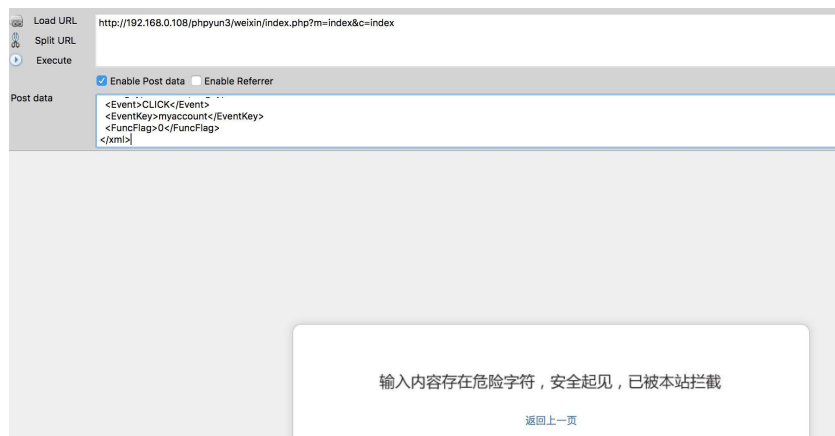 Load URL
http://192.168.0.108/phpyun3/weixin/index.php?m=index&c=index
Split URL
Execute
Enable Post data Enable Referrer
Post data
<Event>CLICK</Event>
<EventKey>myaccount</EventKey>
<FuncFlag>0</FuncFlag>
</xml>
输入内容存在危险字符，安全起见，已被本站拦截
返回上一页